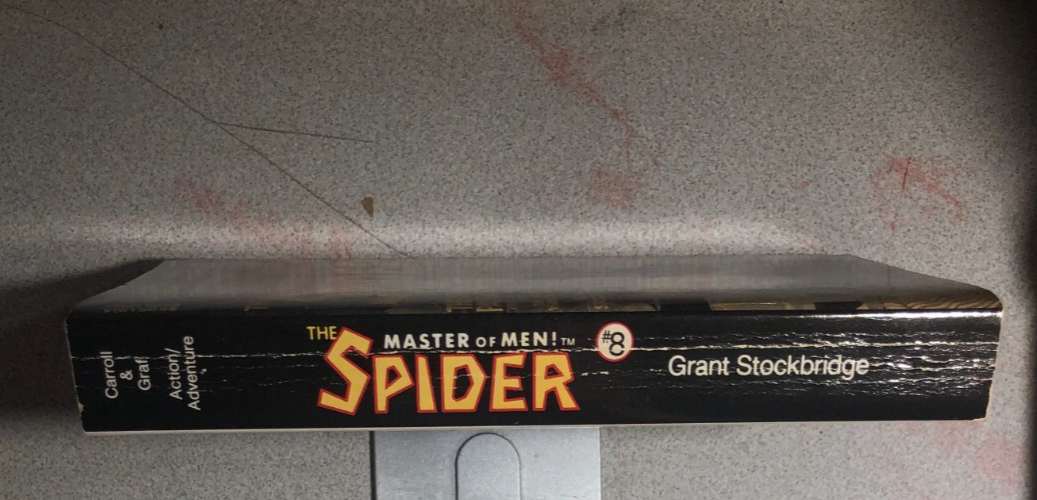 Carroll
&
Graf
Action/
Adventure
THE
MASTER OF MEN!™
SPIDER
#8
Grant Stockbridge